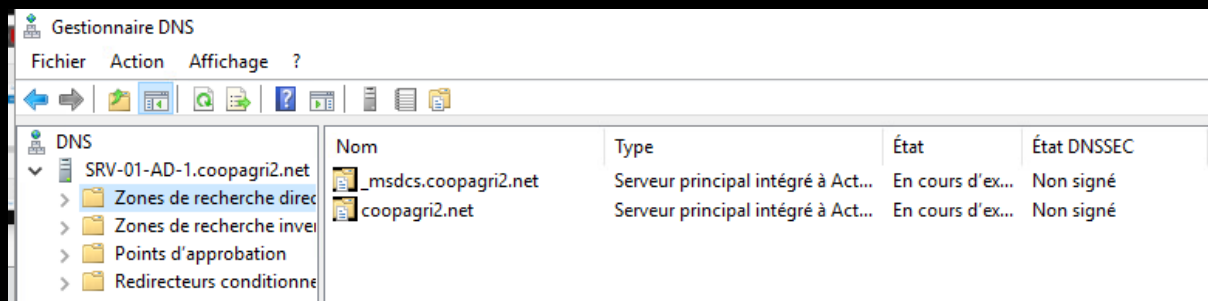 Gestionnaire DNS
Fichier Action Affichage ?
DNS
SRV-01-AD-1.coopagri2.net
Zones de recherche direc
Zones de recherche inver
Points d'approbation
Redirecteurs conditionne
Nom Type État État DNSSEC
_msdcs.coopagri2.net Serveur principal intégré à Act... En cours d'ex... Non signé
coopagri2.net Serveur principal intégré à Act... En cours d'ex... Non signé